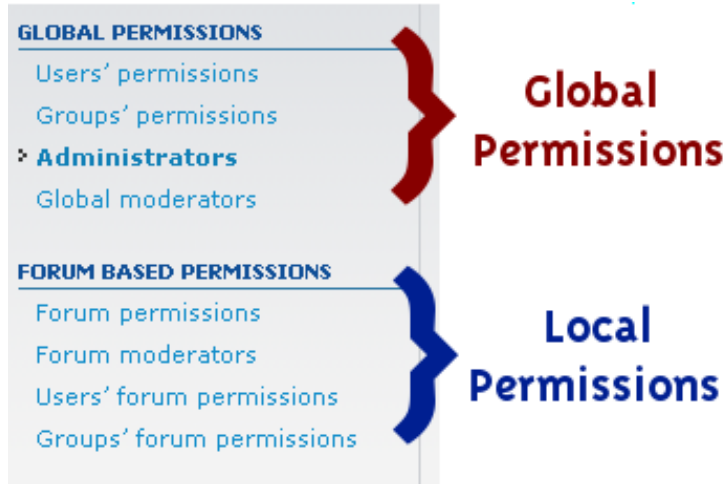 GLOBAL PERMISSIONS
Users' permissions
Groups' permissions
Administrators
Global moderators
Global
Permissions
FORUM BASED PERMISSIONS
Forum permissions
Forum moderators
Users' forum permissions
Groups' forum permissions
Local
Permissions